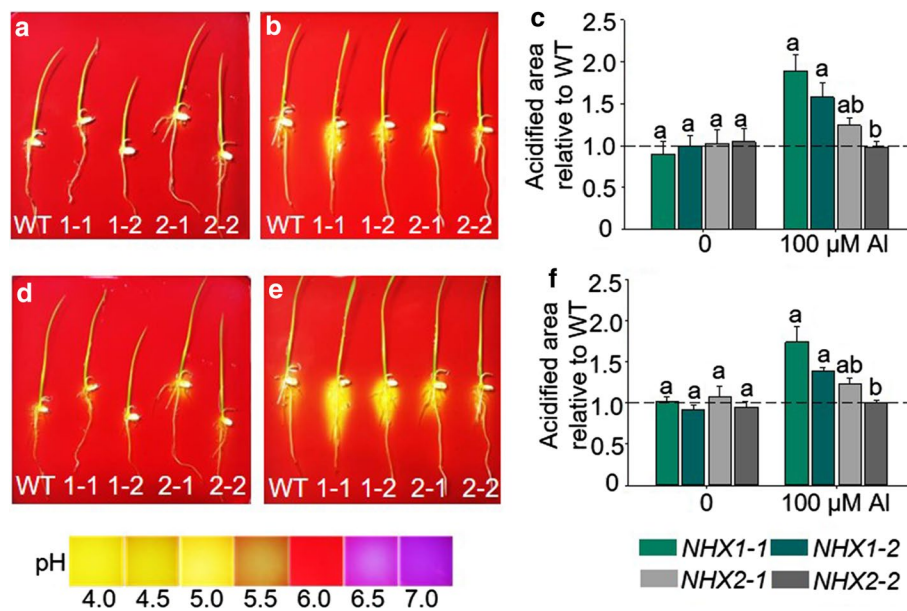 a
WT 1-1 1-2 2-1 2-2
b
WT 1-1 1-2 2-1 2-2
c
Acidified area
relative to WT
2.5
2.0
1.5
1.0
0.5
0
a a a a
a a ab b
0 100 µM Al
d
WT 1-1 1-2 2-1 2-2
e
WT 1-1 1-2 2-1 2-2
f
Acidified area
relative to WT
2.5
2.0
1.5
1.0
0.5
0
a a a a
a a ab b
0 100 µM Al
pH
4.0 4.5 5.0 5.5 6.0 6.5 7.0
NHX1-1 NHX1-2
NHX2-1 NHX2-2